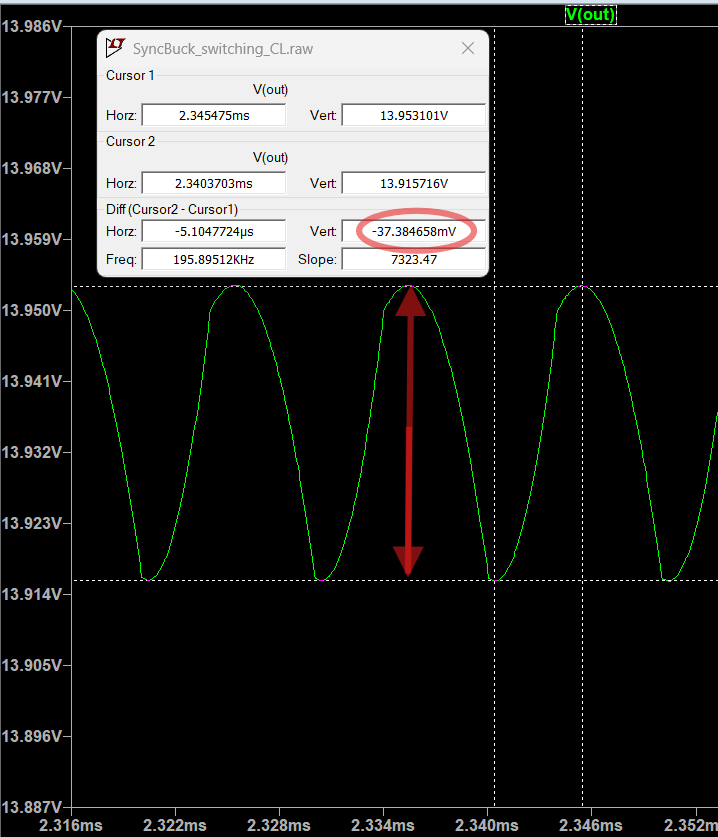 V(out)
13.986V
SyncBuck_switching_CL.raw
Cursor 1
V(out)
Horz: 2.345475ms Vert: 13.953101V
Cursor 2
V(out)
Horz: 2.3403703ms Vert: 13.915716V
Diff (Cursor2 - Cursor1)
Horz: -5.1047724µs Vert: -37.384658mV
Freq: 195.89512KHz Slope: 7323.47
13.977V
13.968V
13.959V
13.950V
13.941V
13.932V
13.923V
13.914V
13.905V
13.896V
13.887V
2.316ms 2.322ms 2.328ms 2.334ms 2.340ms 2.346ms 2.352m